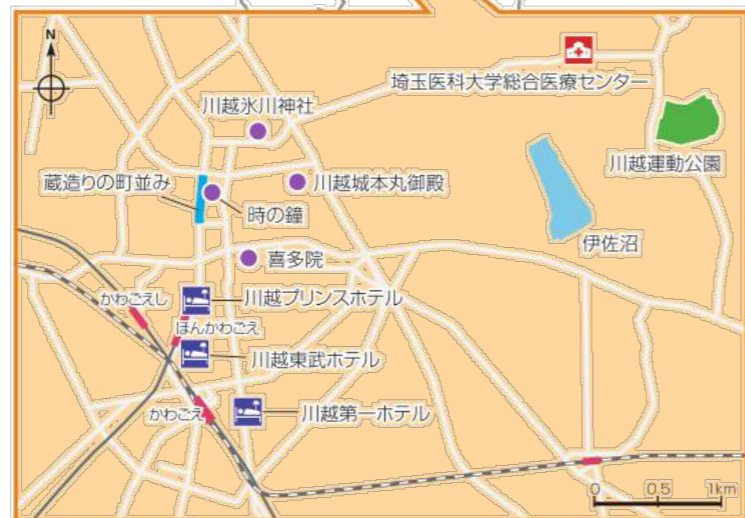 N
埼玉医科大学総合医療センター
川越氷川神社
川越運動公園
蔵造りの町並み
川越城本丸御殿
時の鐘
伊佐沼
喜多院
かわごえし
川越プリンスホテル
ほんかわごえ
川越東武ホテル
かわごえ
川越第一ホテル
0 0.5 1km